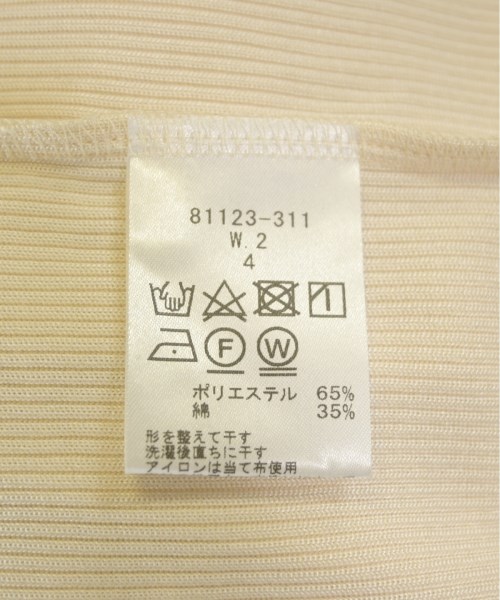 81123-311
W.2
4
F W
ポリエステル 65%
綿 35%
形を整えて干す
洗濯後直ちに干す
アイロンは当て布使用